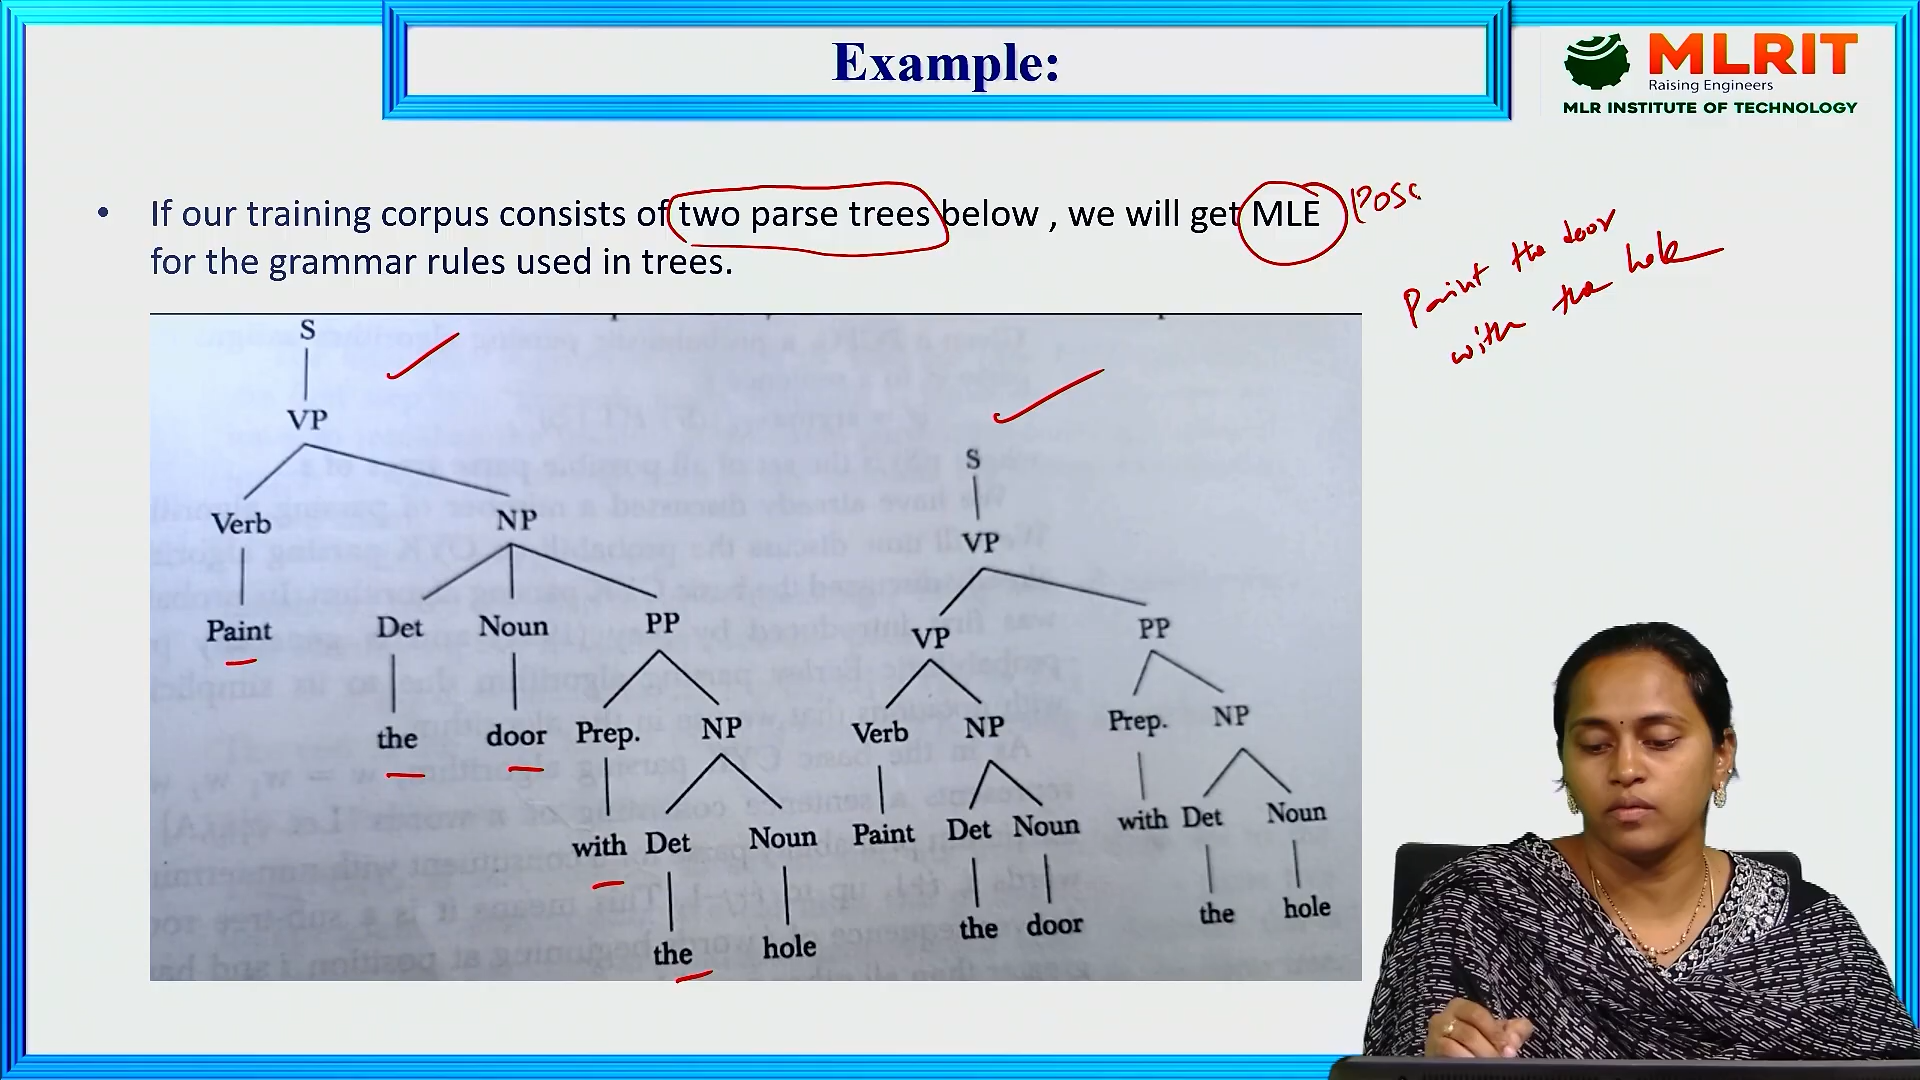 Example:
MLRIT
Raising Engineers
MLR INSTITUTE OF TECHNOLOGY
• If our training corpus consists of two parse trees below , we will get MLE
for the grammar rules used in trees.
Paint the door
with the hole
S
VP
Verb NP
Paint Det Noun PP
the door Prep. NP
with Det Noun
the hole
S
VP
VP PP
Verb NP Prep. NP
Paint Det Noun with Det Noun
the door the hole